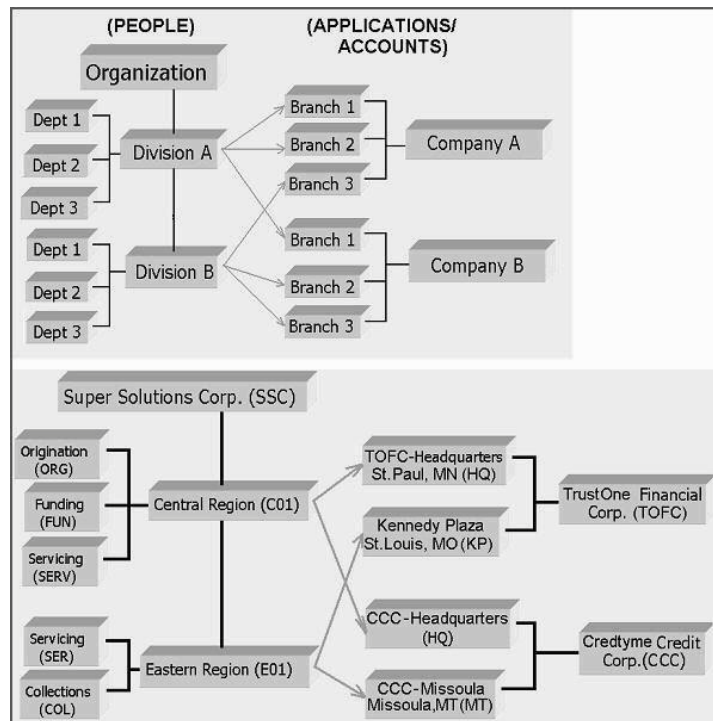 (PEOPLE)
(APPLICATIONS/
ACCOUNTS)
Organization
Dept 1
Dept 2
Dept 3
Division A
Dept 1
Dept 2
Dept 3
Division B
Branch 1
Branch 2
Branch 3
Company A
Branch 1
Branch 2
Branch 3
Company B
Super Solutions Corp. (SSC)
Origination
(ORG)
Funding
(FUN)
Servicing
(SERV)
Central Region (C01)
Servicing
(SER)
Collections
(COL)
Eastern Region (E01)
TOFC-Headquarters
St.Paul, MN (HQ)
Kennedy Plaza
St.Louis, MO (KP)
TrustOne Financial
Corp. (TOFC)
CCC-Headquarters
(HQ)
CCC-Missoula
Missoula,MT(MT)
Credtyme Credit
Corp.(CCC)